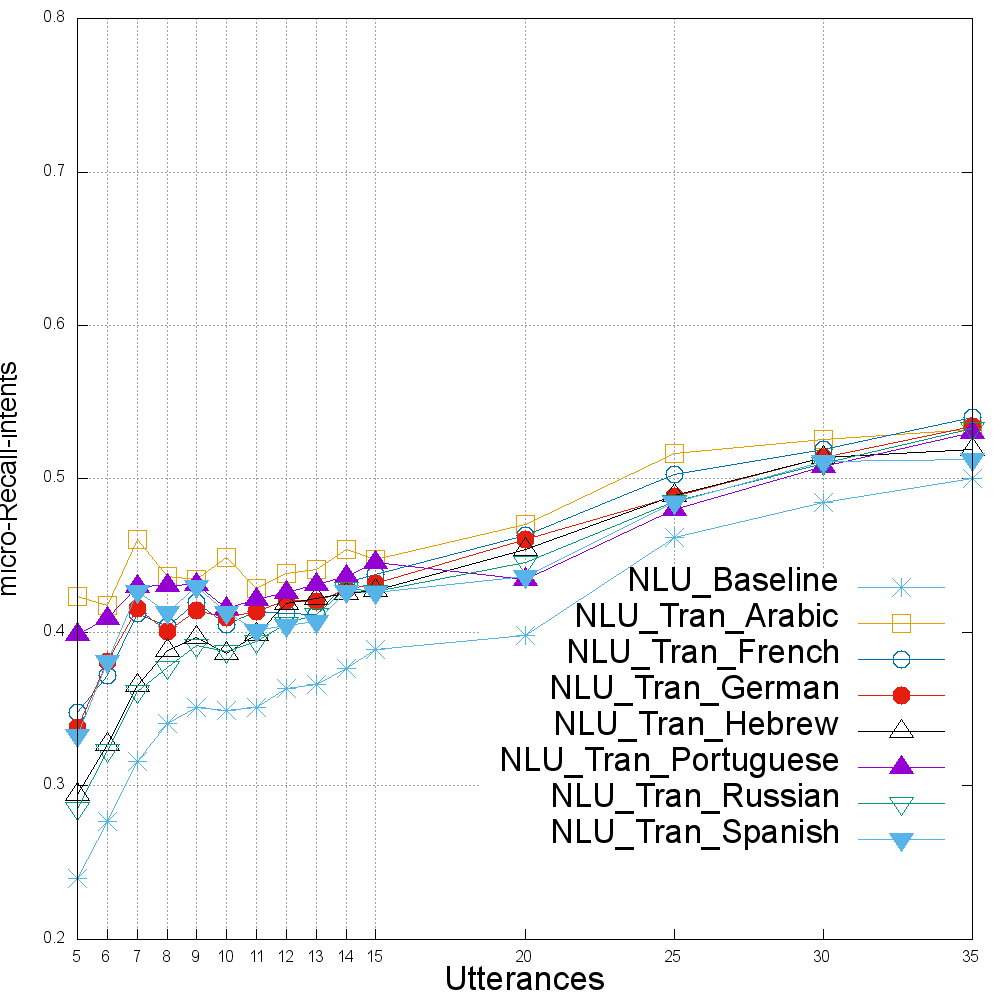 0.8
0.7
0.6
0.5
0.4
0.3
0.2
micro-Recall-intents
NLU_Baseline
NLU_Tran_Arabic
NLU_Tran_French
NLU_Tran_German
NLU_Tran_Hebrew
NLU_Tran_Portuguese
NLU_Tran_Russian
NLU_Tran_Spanish
5 6 7 8 9 10 11 12 13 14 15 20 25 30 35
Utterances